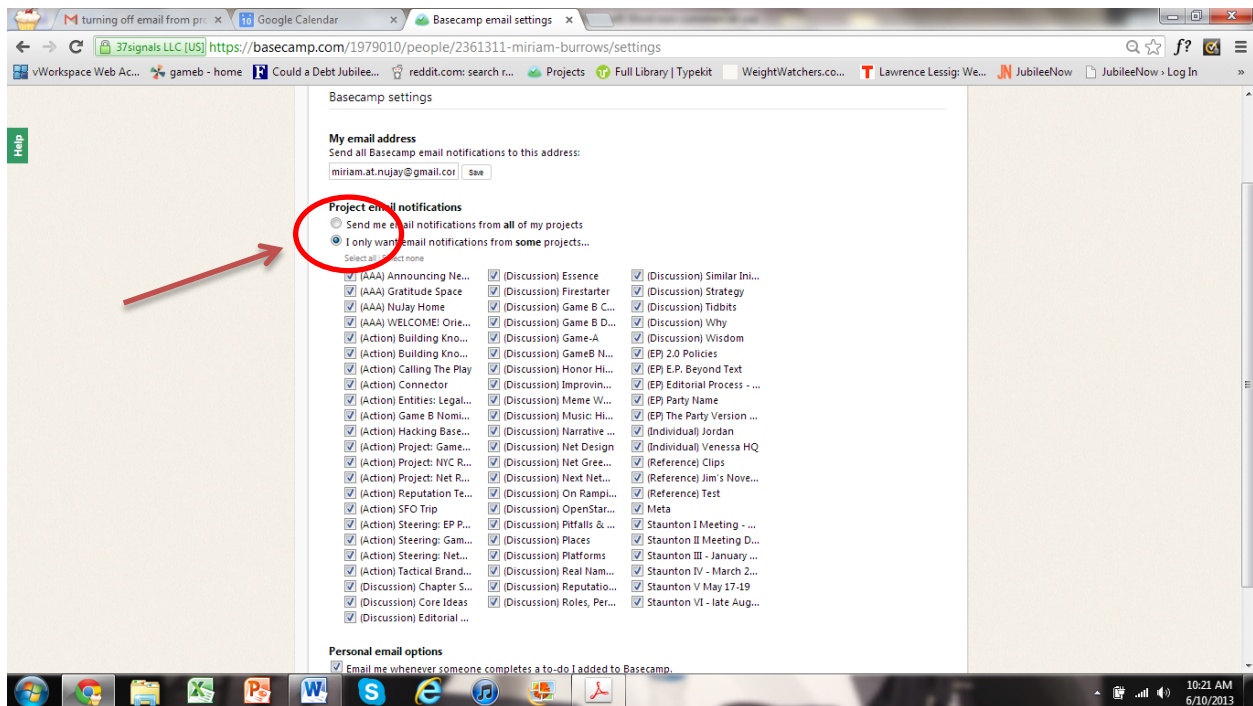 turning off email from pro
Google Calendar
Basecamp email settings
37signals LLC [US] https://basecamp.com/1979010/people/2361311-miriam-burrows/settings
f?
vWorkspace Web Ac... gameb - home Could a Debt Jubilee... reddit.com: search r... Projects Full Library | Typekit WeightWatchers.co... Lawrence Lessig: We... JubileeNow JubileeNow › Log In »
Help
Basecamp settings
My email address
Send all Basecamp email notifications to this address:
miriam.at.nujay@gmail.cor Save
Project email notifications
Send me email notifications from all of my projects
I only want email notifications from some projects...
Select all | Select none
(AAA) Announcing Ne... (Discussion) Essence (Discussion) Similar Ini...
(AAA) Gratitude Space (Discussion) Firestarter (Discussion) Strategy
(AAA) NuJay Home (Discussion) Game B C... (Discussion) Tidbits
(AAA) WELCOME! Orie... (Discussion) Game B D... (Discussion) Why
(Action) Building Kno... (Discussion) Game-A (Discussion) Wisdom
(Action) Building Kno... (Discussion) GameB N... (EP) 2.0 Policies
(Action) Calling The Play (Discussion) Honor Hi... (EP) E.P. Beyond Text
(Action) Connector (Discussion) Improvin... (EP) Editorial Process - ...
(Action) Entities: Legal... (Discussion) Meme W... (EP) Party Name
(Action) Game B Nomi... (Discussion) Music: Hi... (EP) The Party Version ...
(Action) Hacking Base... (Discussion) Narrative ... (Individual) Jordan
(Action) Project: Game... (Discussion) Net Design (Individual) Venessa HQ
(Action) Project: NYC R... (Discussion) Net Gree... (Reference) Clips
(Action) Project: Net R... (Discussion) Next Net... (Reference) Jim's Nove...
(Action) Reputation Te... (Discussion) On Rampi... (Reference) Test
(Action) SFO Trip (Discussion) OpenStar... Meta
(Action) Steering: EP P... (Discussion) Pitfalls & ... Staunton I Meeting - ...
(Action) Steering: Gam... (Discussion) Places Staunton II Meeting D...
(Action) Steering: Net... (Discussion) Platforms Staunton III - January ...
(Action) Tactical Brand... (Discussion) Real Nam... Staunton IV - March 2...
(Discussion) Chapter S... (Discussion) Reputatio... Staunton V May 17-19
(Discussion) Core Ideas (Discussion) Roles, Per... Staunton VI - late Aug...
(Discussion) Editorial ...
Personal email options
Email me whenever someone completes a to-do I added to Basecamp.
10:21 AM
6/10/2013